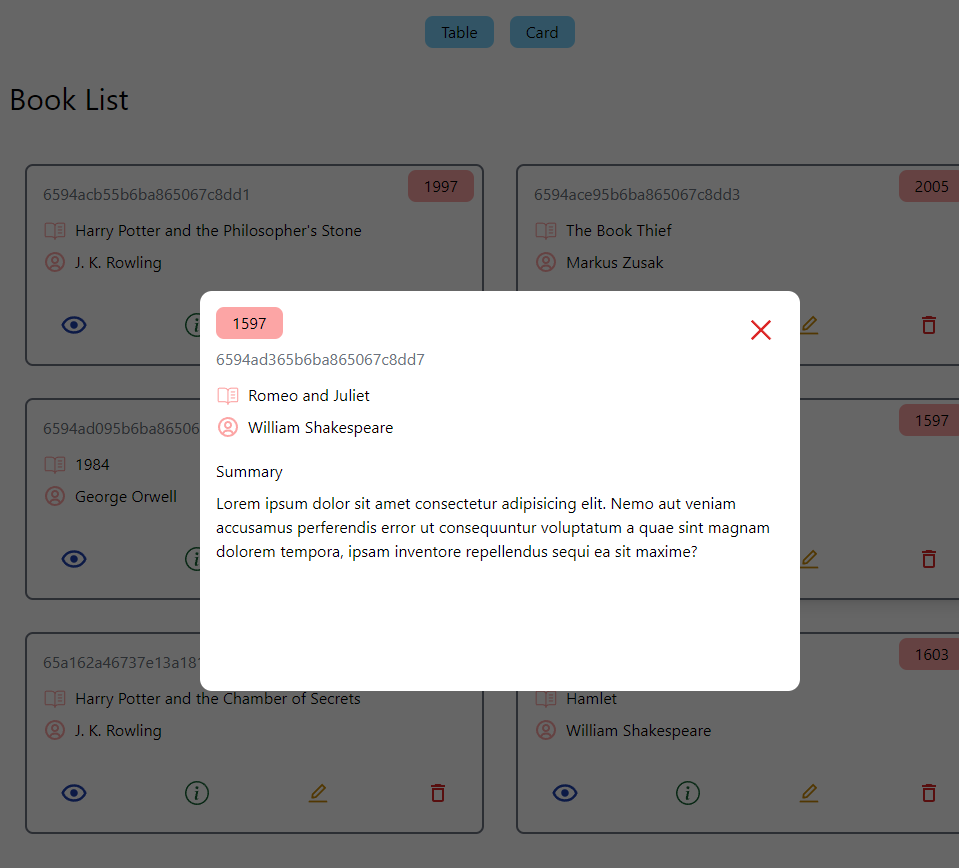 Table
Card
Book List
6594acb55b6ba865067c8dd1
1997
Harry Potter and the Philosopher's Stone
J. K. Rowling
6594ace95b6ba865067c8dd3
2005
The Book Thief
Markus Zusak
1597
6594ad365b6ba865067c8dd7
Romeo and Juliet
William Shakespeare
Summary
Lorem ipsum dolor sit amet consectetur adipisicing elit. Nemo aut veniam
accusamus perferendis error ut consequuntur voluptatum a quae sint magnam
dolorem tempora, ipsam inventore repellendus sequi ea sit maxime?
6594ad095b6ba86506
1984
George Orwell
1597
65a162a46737e13a18
Harry Potter and the Chamber of Secrets
J. K. Rowling
1603
Hamlet
William Shakespeare